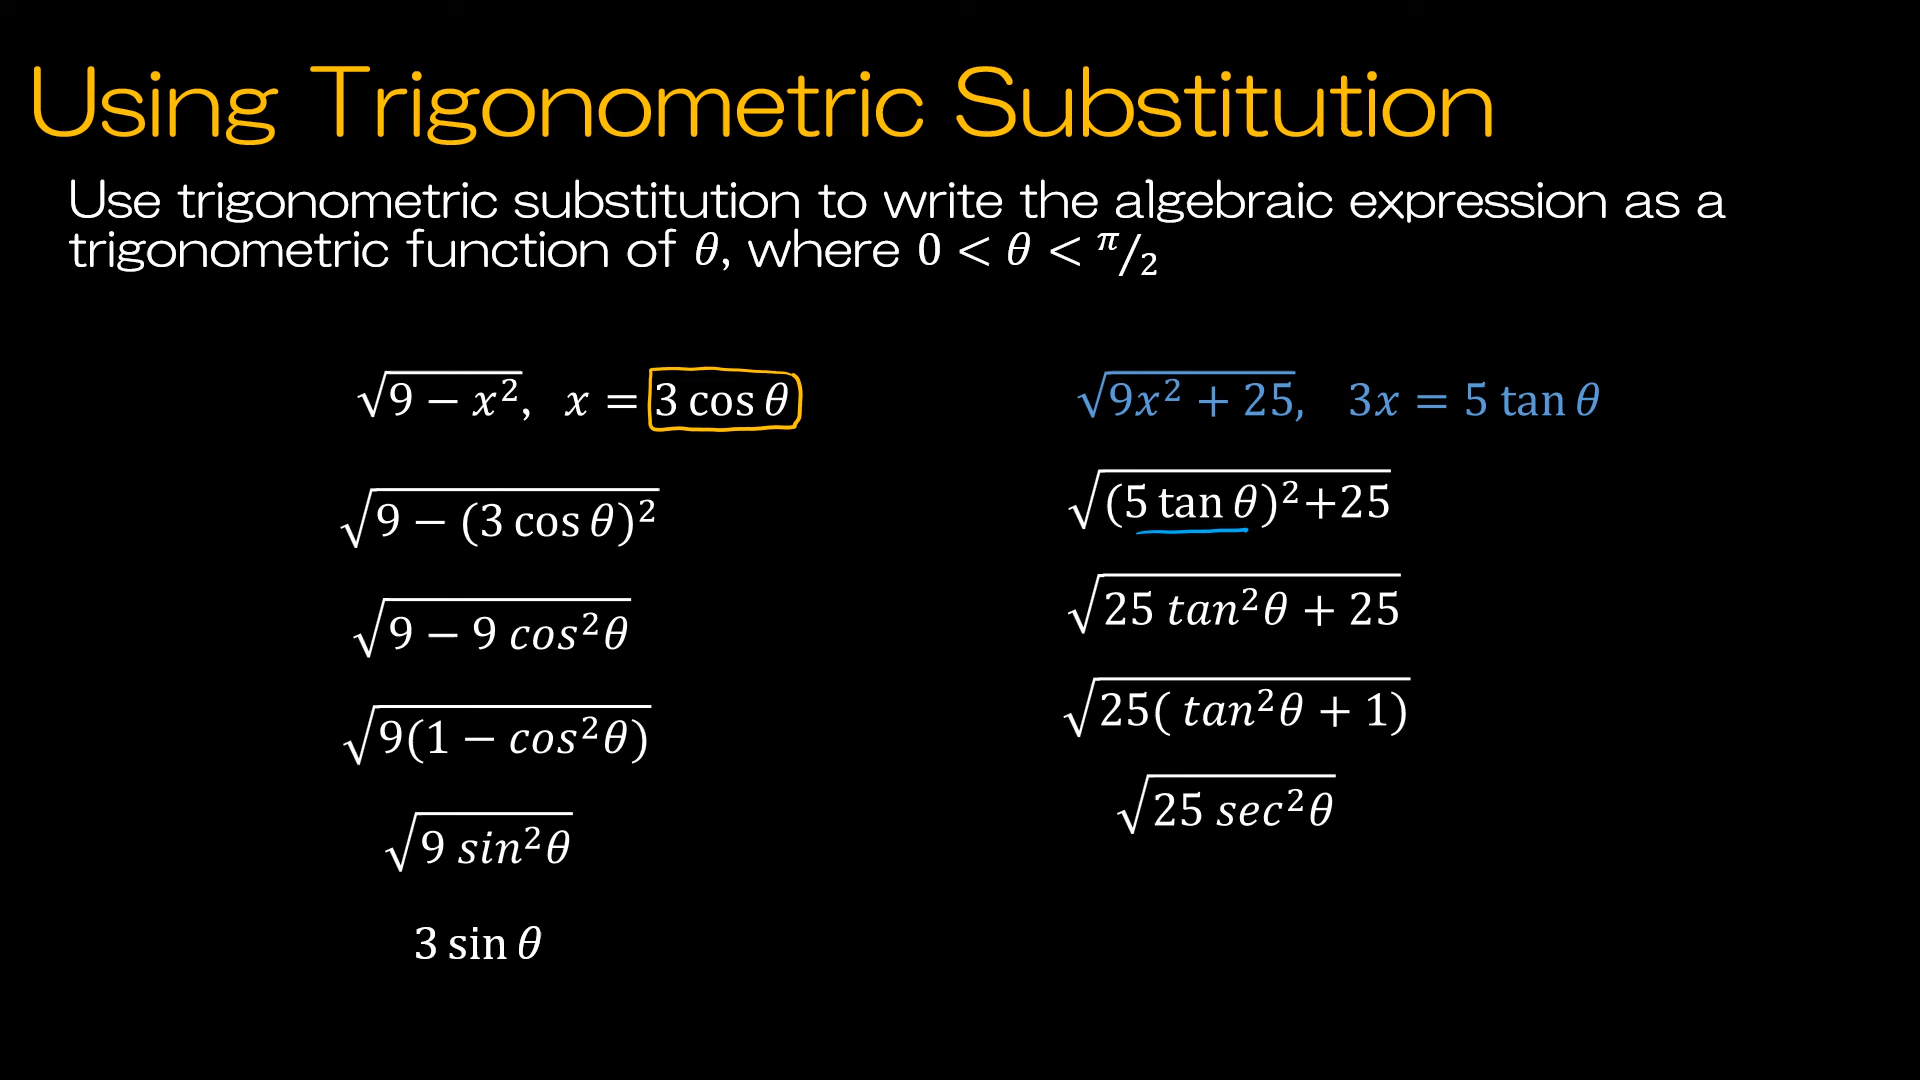 Using Trigonometric Substitution
Use trigonometric substitution to write the algebraic expression as a
trigonometric function of θ, where 0 < θ < π/2
√(9 − x²), x = 3 cos θ
√(9 − (3 cos θ)²)
√(9 − 9 cos²θ)
√(9(1 − cos²θ))
√(9 sin²θ)
3 sin θ
√(9x² + 25), 3x = 5 tan θ
√((5 tan θ)²+25)
√(25 tan²θ + 25)
√(25( tan²θ + 1))
√(25 sec²θ)